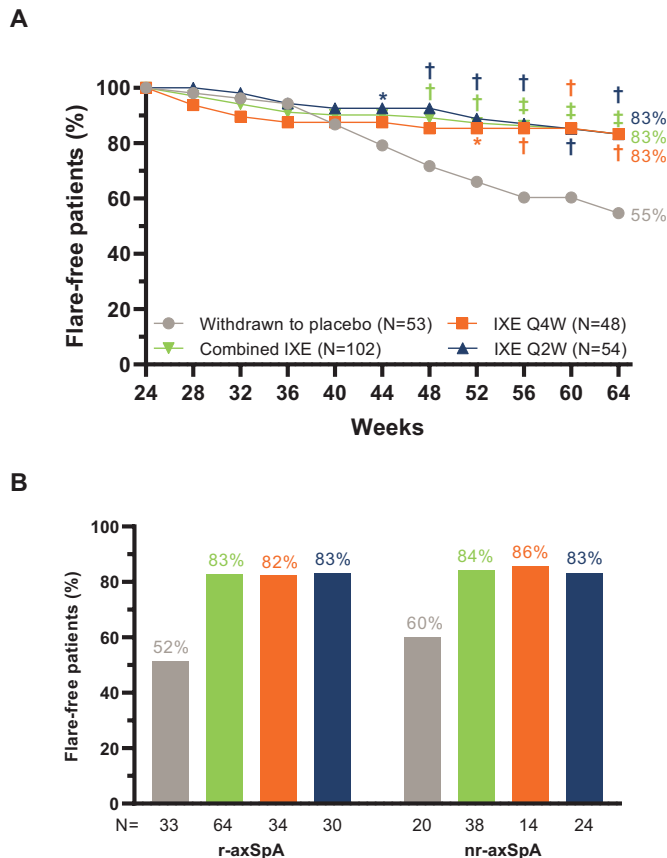 A
Flare-free patients (%)
100
80
60
40
20
0
* † † † † †
† † ‡ ‡ ‡
* † † †
83%
83%
83%
55%
Withdrawn to placebo (N=53)
IXE Q4W (N=48)
Combined IXE (N=102)
IXE Q2W (N=54)
24 28 32 36 40 44 48 52 56 60 64
Weeks
B
Flare-free patients (%)
100
80
60
40
20
0
52% 83% 82% 83% 60% 84% 86% 83%
N= 33 64 34 30 20 38 14 24
r-axSpA nr-axSpA